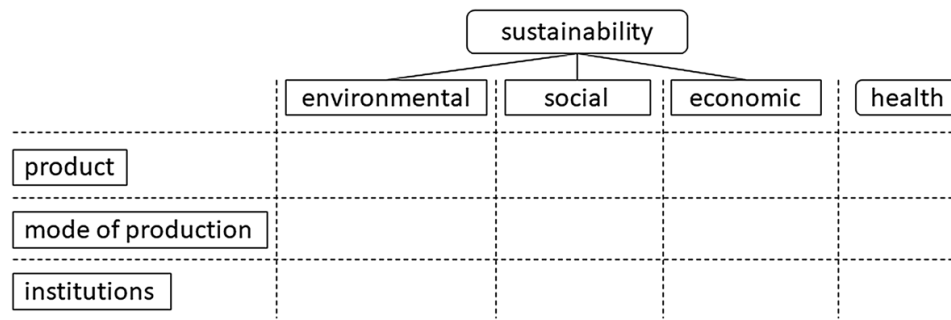 sustainability
environmental social economic health
product
mode of production
institutions